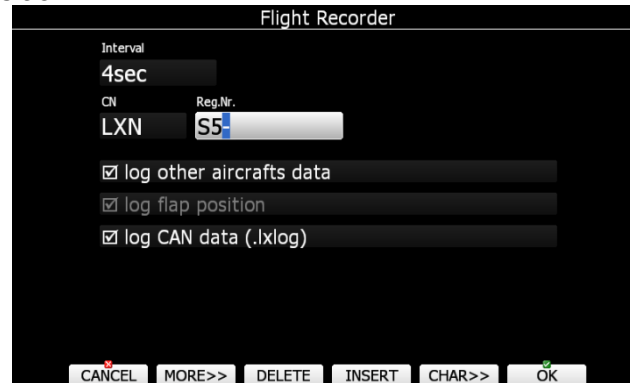 Flight Recorder
Interval
4sec
CN Reg.Nr.
LXN S5-
log other aircrafts data
log flap position
log CAN data (.lxlog)
CANCEL MORE>> DELETE INSERT CHAR>> OK